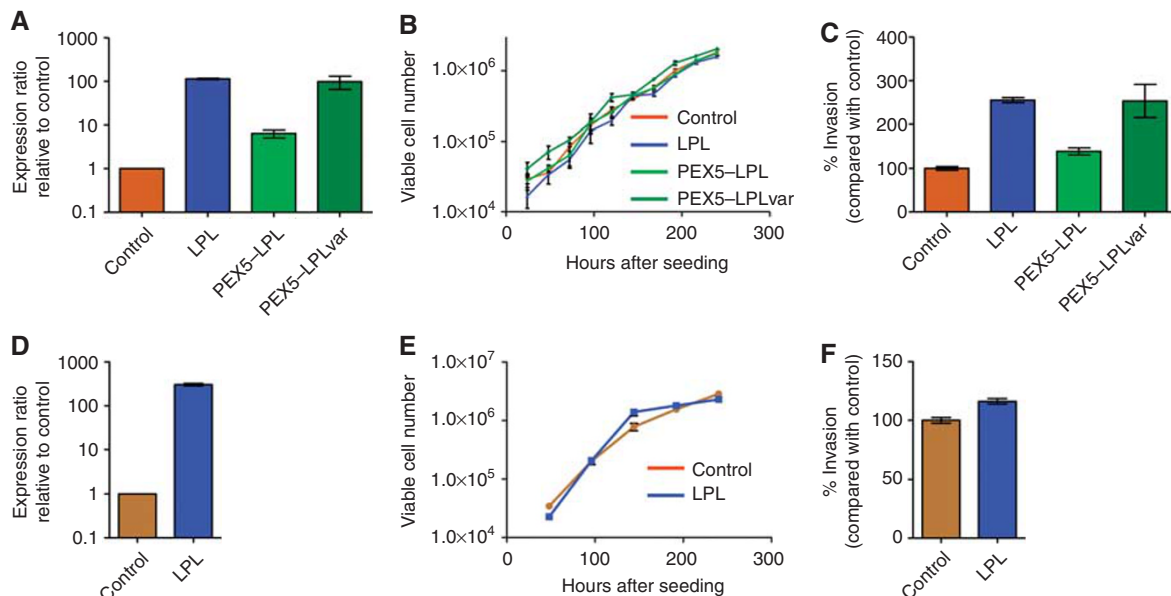 A
Expression ratio
relative to control
1000
100
10
1
0.1
Control
LPL
PEX5–LPL
PEX5–LPLvar
B
Viable cell number
1.0×10⁶
1.0×10⁵
1.0×10⁴
0
100
200
300
Hours after seeding
Control
LPL
PEX5–LPL
PEX5–LPLvar
C
% Invasion
(compared with control)
400
300
200
100
0
Control
LPL
PEX5–LPL
PEX5–LPLvar
D
Expression ratio
relative to control
1000
100
10
1
0.1
Control
LPL
E
Viable cell number
1.0×10⁷
1.0×10⁶
1.0×10⁵
1.0×10⁴
0
100
200
300
Hours after seeding
Control
LPL
F
% Invasion
(compared with control)
150
100
50
0
Control
LPL